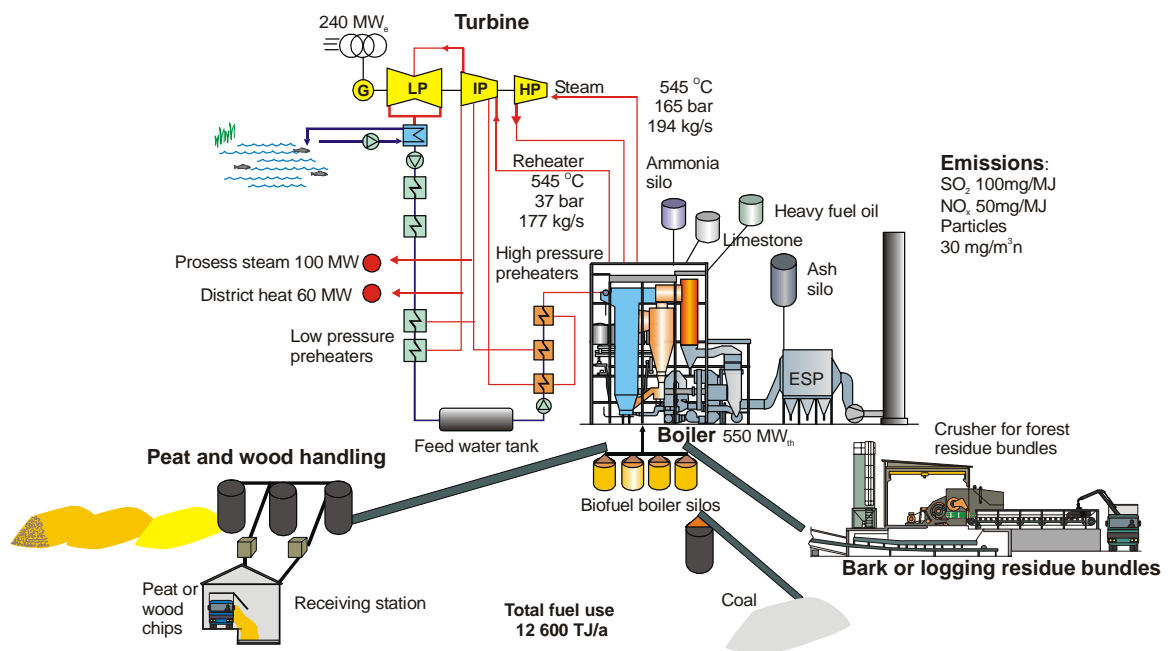 240 MWe
Turbine
G
LP
IP
HP
Steam
545 °C
165 bar
194 kg/s
Reheater
545 °C
37 bar
177 kg/s
Ammonia
silo
Limestone
Heavy fuel oil
Emissions:
SO2 100mg/MJ
NOx 50mg/MJ
Particles
30 mg/m³n
High pressure
preheaters
Ash
silo
Prosess steam 100 MW
District heat 60 MW
Low pressure
preheaters
ESP
Feed water tank
Boiler 550 MWth
Peat and wood handling
Biofuel boiler silos
Crusher for forest
residue bundles
Bark or logging residue bundles
Peat or
wood
chips
Receiving station
Coal
Total fuel use
12 600 TJ/a